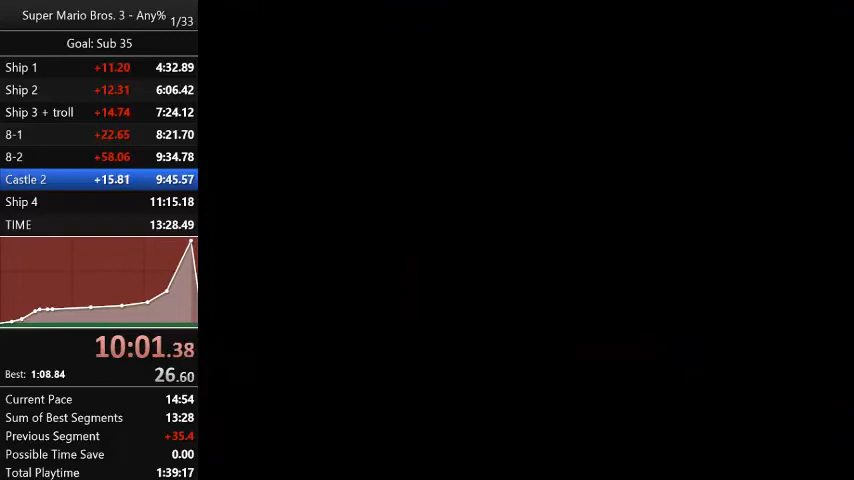 Super Mario Bros. 3 - Any% 1/33
Goal: Sub 35
Ship 1 +11.20 4:32.89
Ship 2 +12.31 6:06.42
Ship 3 + troll +14.74 7:24.12
8-1 +22.65 8:21.70
8-2 +58.06 9:34.78
Castle 2 +15.81 9:45.57
Ship 4 11:15.18
TIME 13:28.49
10:01.38
Best: 1:08.84 26.60
Current Pace 14:54
Sum of Best Segments 13:28
Previous Segment +35.4
Possible Time Save 0.00
Total Playtime 1:39:17